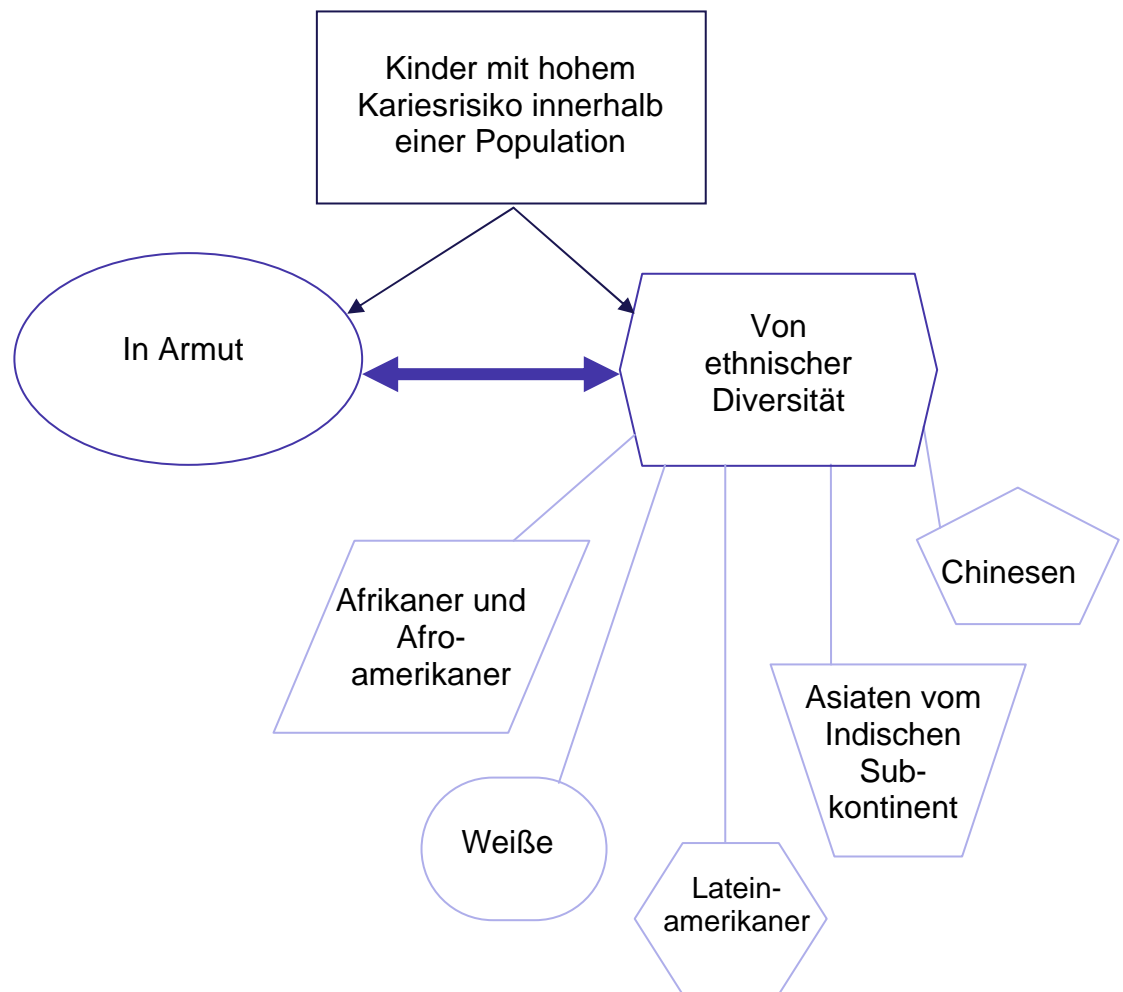 Kinder mit hohem
Kariesrisiko innerhalb
einer Population
In Armut
Von
ethnischer
Diversität
Afrikaner und
Afro-
amerikaner
Weiße
Latein-
amerikaner
Asiaten vom
Indischen
Sub-
kontinent
Chinesen